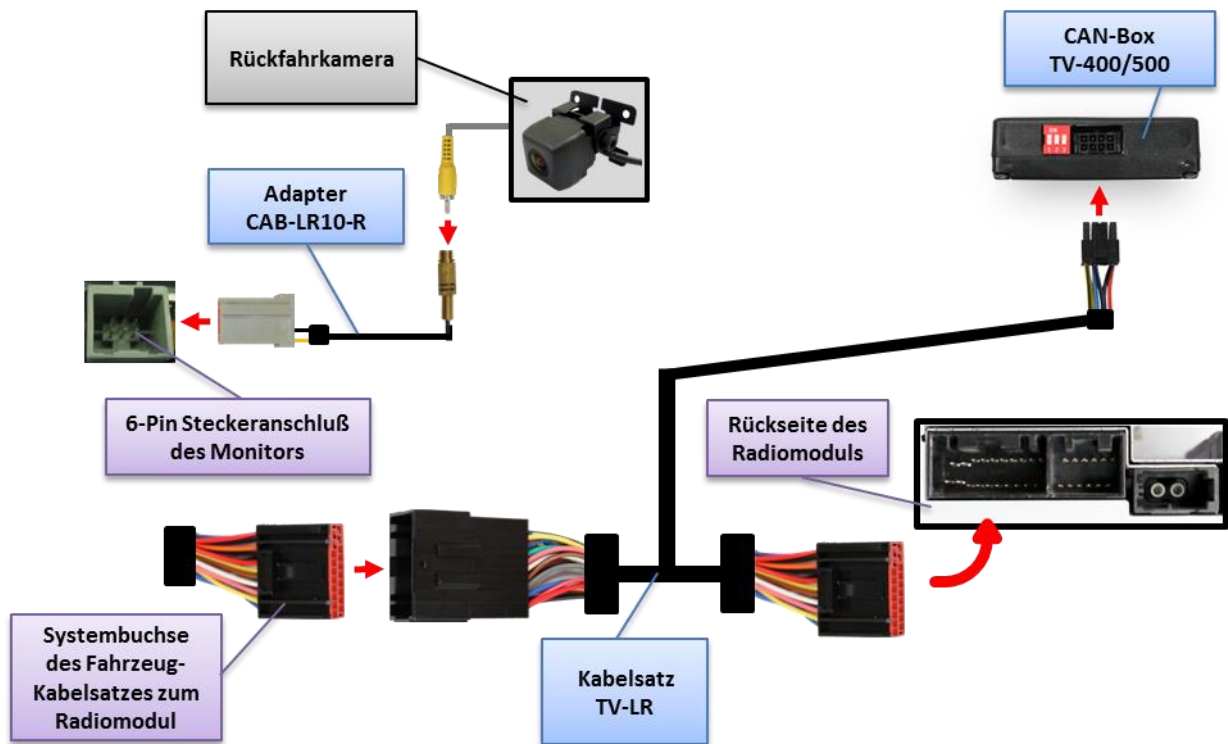 Rückfahrkamera
CAN-Box
TV-400/500
Adapter
CAB-LR10-R
6-Pin Steckeranschluß
des Monitors
Rückseite des
Radiomoduls
Systembuchse
des Fahrzeug-
Kabelsatzes zum
Radiomodul
Kabelsatz
TV-LR